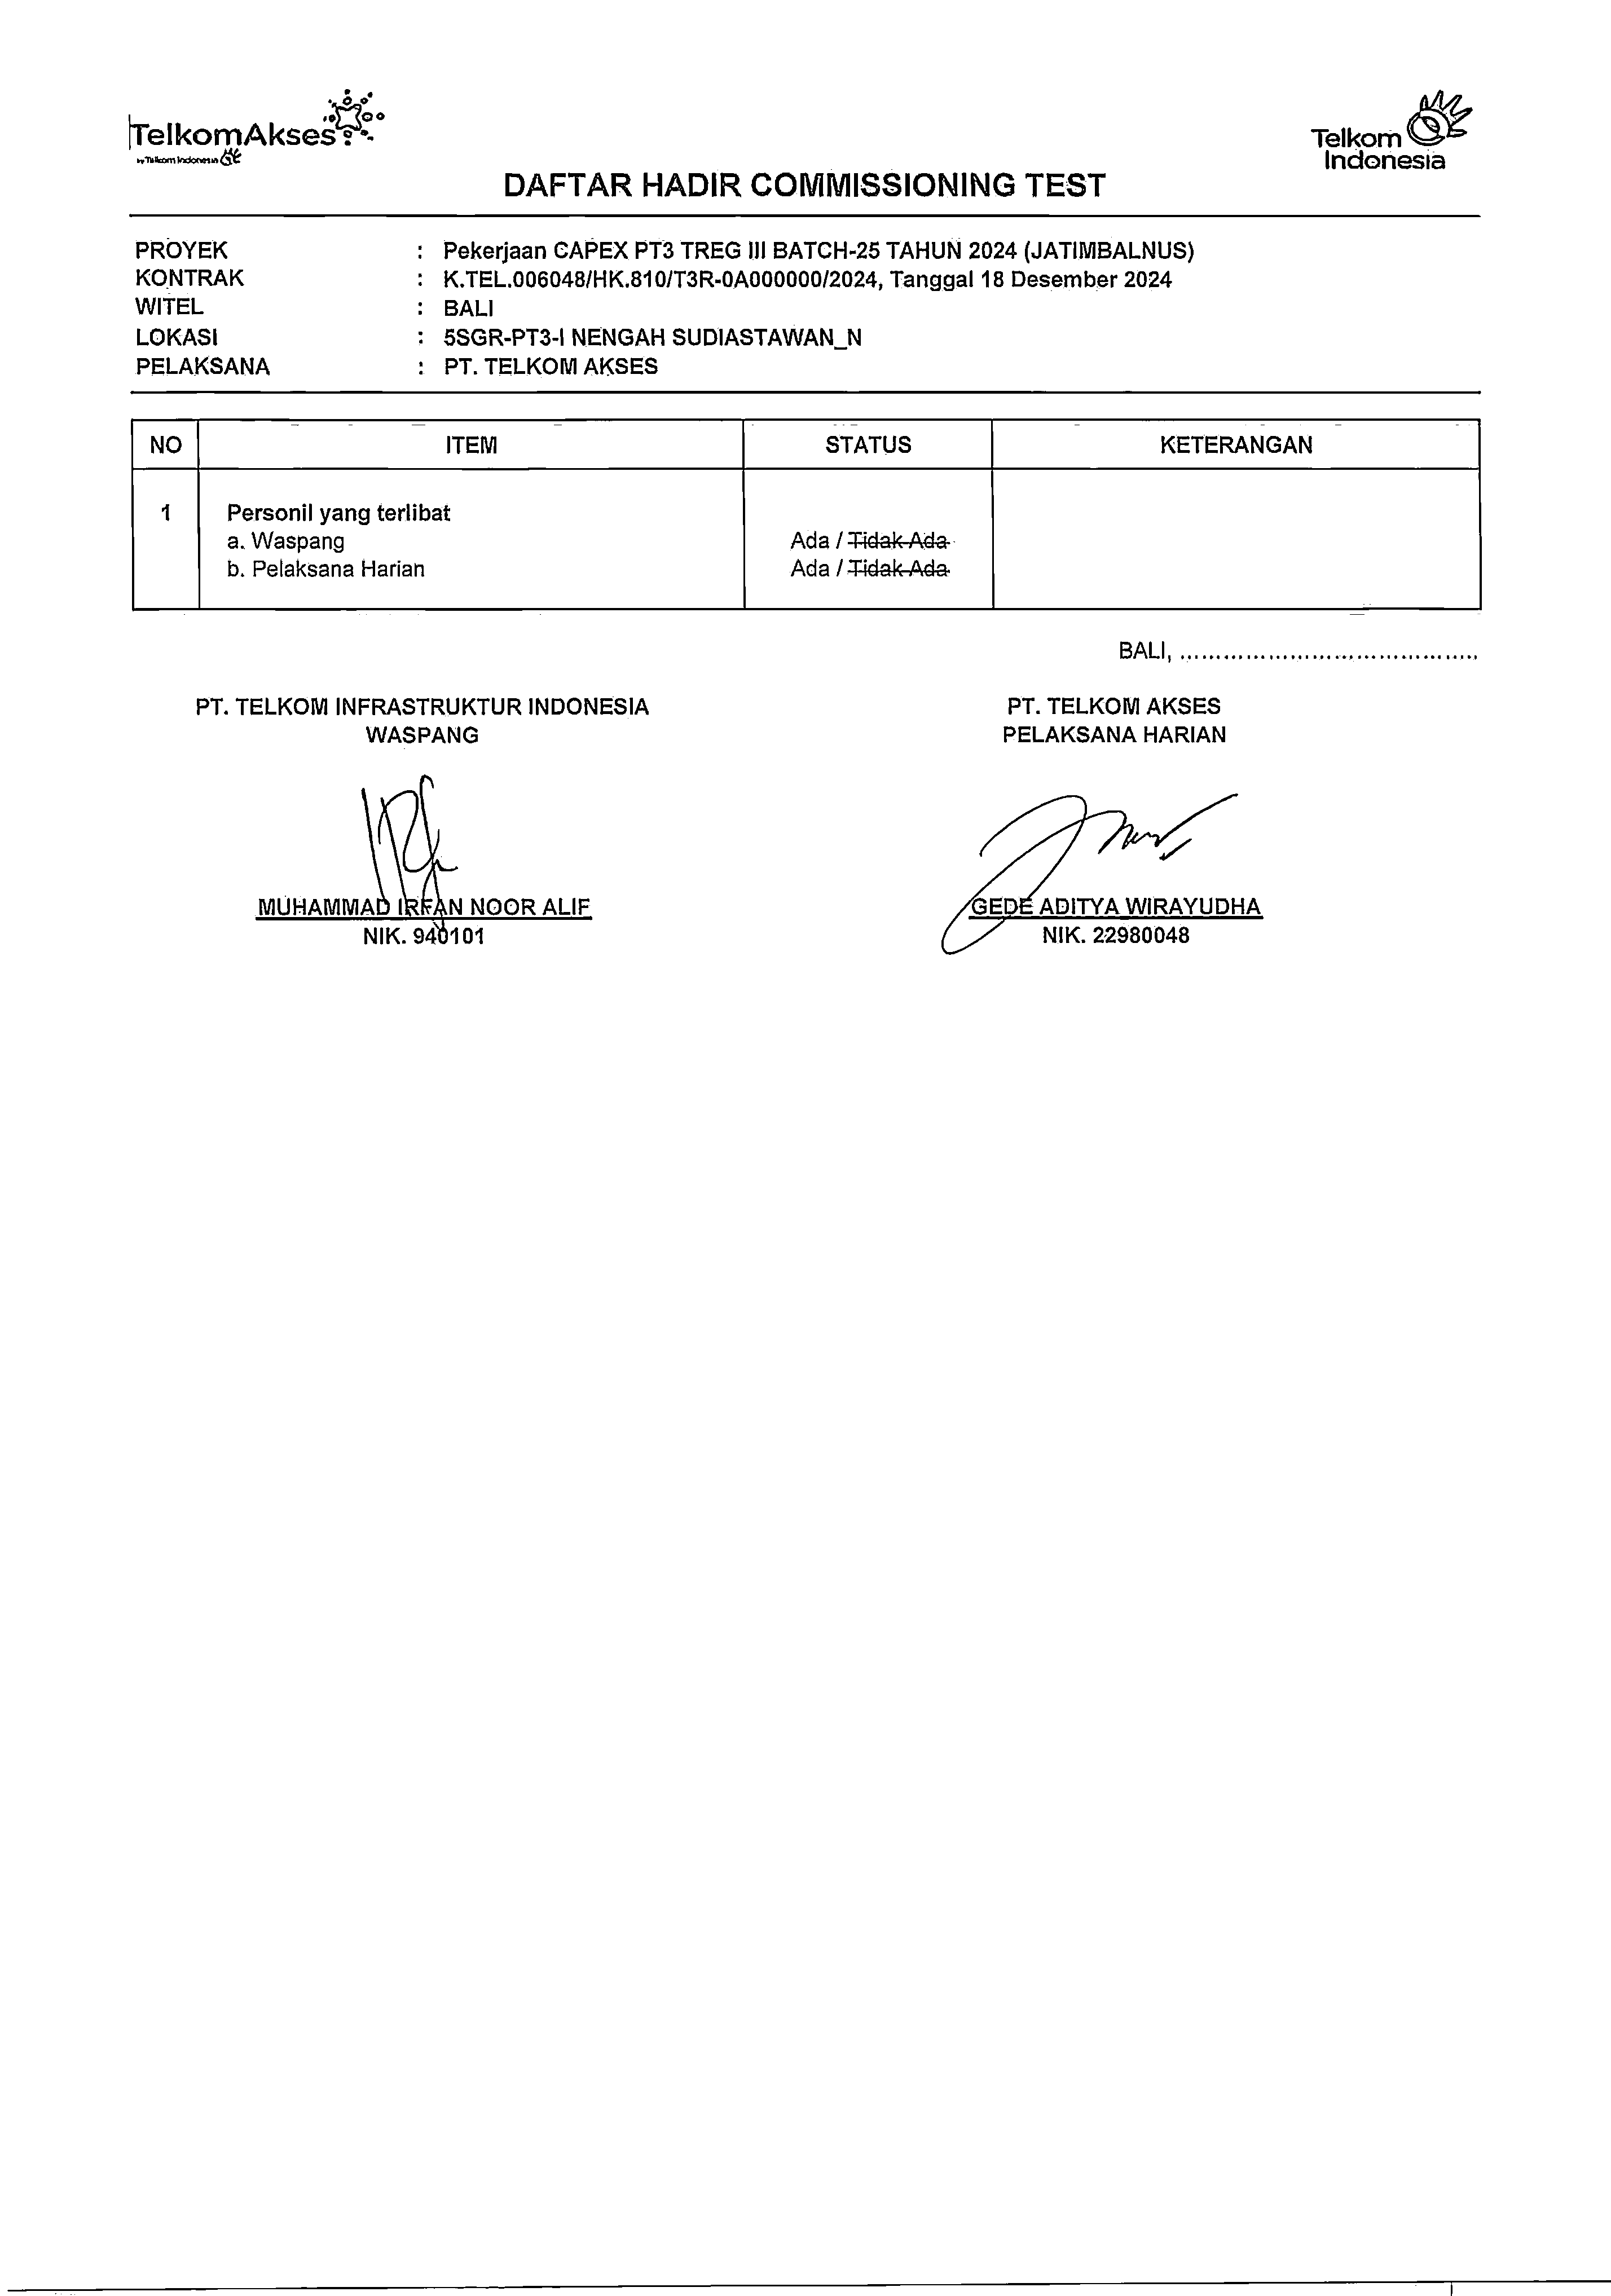 TelkomAkses
by Telkom Indonesia
Telkom
Indonesia
DAFTAR HADIR COMMISSIONING TEST
PROYEK : Pekerjaan CAPEX PT3 TREG III BATCH-25 TAHUN 2024 (JATIMBALNUS)
KONTRAK : K.TEL.006048/HK.810/T3R-0A000000/2024, Tanggal 18 Desember 2024
WITEL : BALI
LOKASI : 5SGR-PT3-I NENGAH SUDIASTAWAN_N
PELAKSANA : PT. TELKOM AKSES
NO ITEM STATUS KETERANGAN
1 Personil yang terlibat
a. Waspang Ada / Tidak Ada
b. Pelaksana Harian Ada / Tidak Ada
BALI, ........................................
PT. TELKOM INFRASTRUKTUR INDONESIA PT. TELKOM AKSES
WASPANG PELAKSANA HARIAN
MUHAMMAD IRFAN NOOR ALIF GEDE ADITYA WIRAYUDHA
NIK. 940101 NIK. 22980048